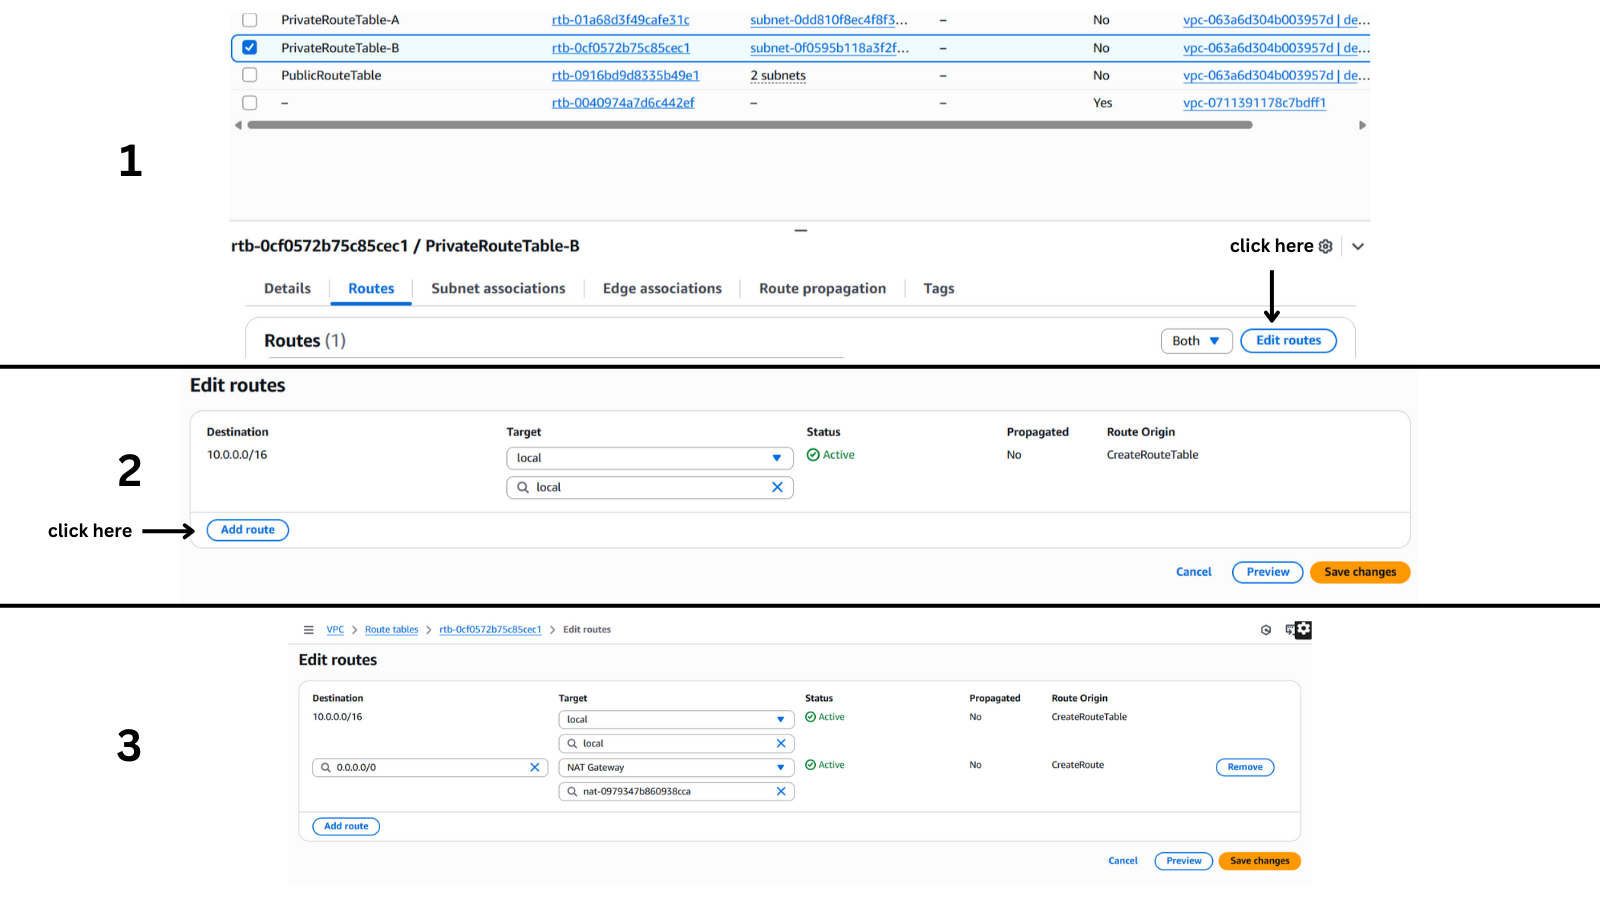 PrivateRouteTable-A rtb-01a68d3f49cafe31c subnet-0dd810f8ec4f8f3... – No vpc-063a6d304b003957d | de...
PrivateRouteTable-B rtb-0cf0572b75c85cec1 subnet-0f0595b118a3f2f... – No vpc-063a6d304b003957d | de...
PublicRouteTable rtb-0916bd9d8335b49e1 2 subnets – No vpc-063a6d304b003957d | de...
– rtb-0040974a7d6c442ef – – Yes vpc-0711391178c7bdff1
1
rtb-0cf0572b75c85cec1 / PrivateRouteTable-B
click here
Details Routes Subnet associations Edge associations Route propagation Tags
Routes (1) Both Edit routes
Edit routes
Destination Target Status Propagated Route Origin
10.0.0.0/16 local Active No CreateRouteTable
2
local
click here Add route
Cancel Preview Save changes
VPC > Route tables > rtb-0cf0572b75c85cec1 > Edit routes
Edit routes
Destination Target Status Propagated Route Origin
10.0.0.0/16 local Active No CreateRouteTable
3
local
0.0.0.0/0 NAT Gateway Active No CreateRoute Remove
nat-0979347b860938cca
Add route
Cancel Preview Save changes